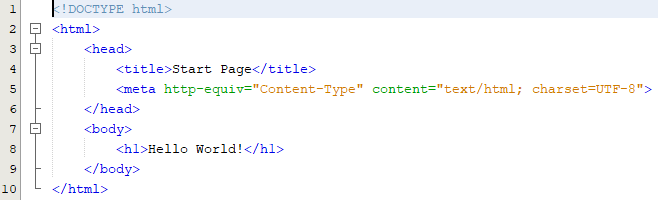 1 <!DOCTYPE html>
2 <html>
3 <head>
4 <title>Start Page</title>
5 <meta http-equiv="Content-Type" content="text/html; charset=UTF-8">
6 </head>
7 <body>
8 <h1>Hello World!</h1>
9 </body>
10 </html>